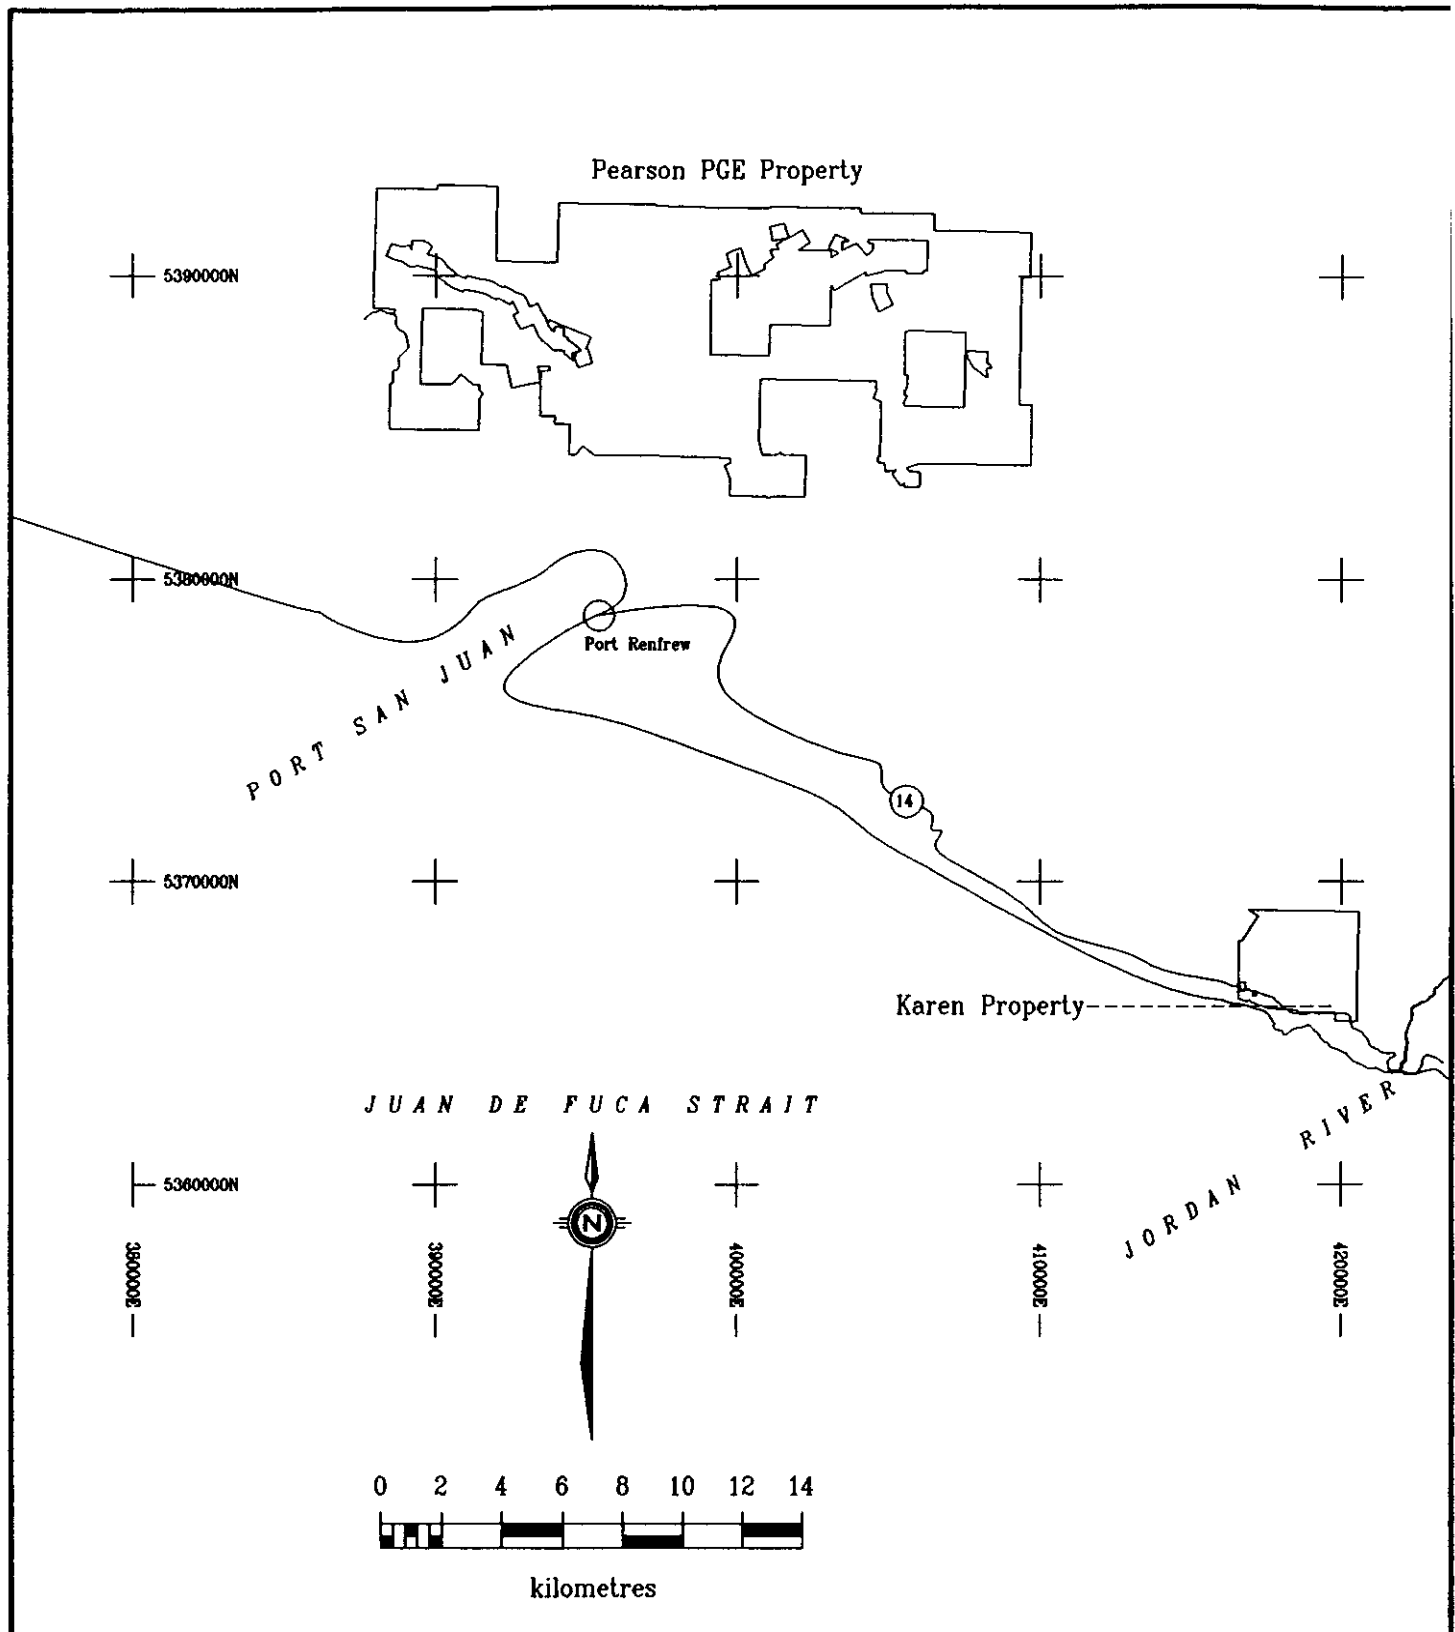 Pearson PGE Property
5390000N
5380000N
Port Renfrew
PORT SAN JUAN
14
5370000N
Karen Property
JUAN DE FUCA STRAIT
JORDAN RIVER
5360000N
N
380000E
390000E
400000E
410000E
420000E
0 2 4 6 8 10 12 14
kilometres